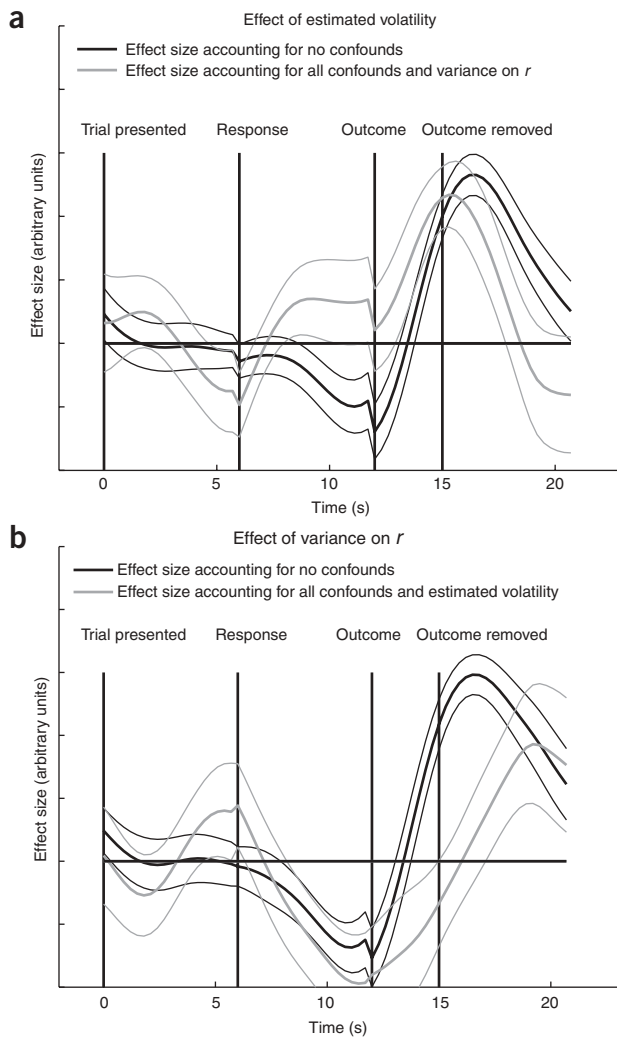 a
Effect of estimated volatility
Effect size accounting for no confounds
Effect size accounting for all confounds and variance on r
Trial presented Response Outcome Outcome removed
Effect size (arbitrary units)
0 5 10 15 20
Time (s)
b
Effect of variance on r
Effect size accounting for no confounds
Effect size accounting for all confounds and estimated volatility
Trial presented Response Outcome Outcome removed
Effect size (arbitrary units)
0 5 10 15 20
Time (s)